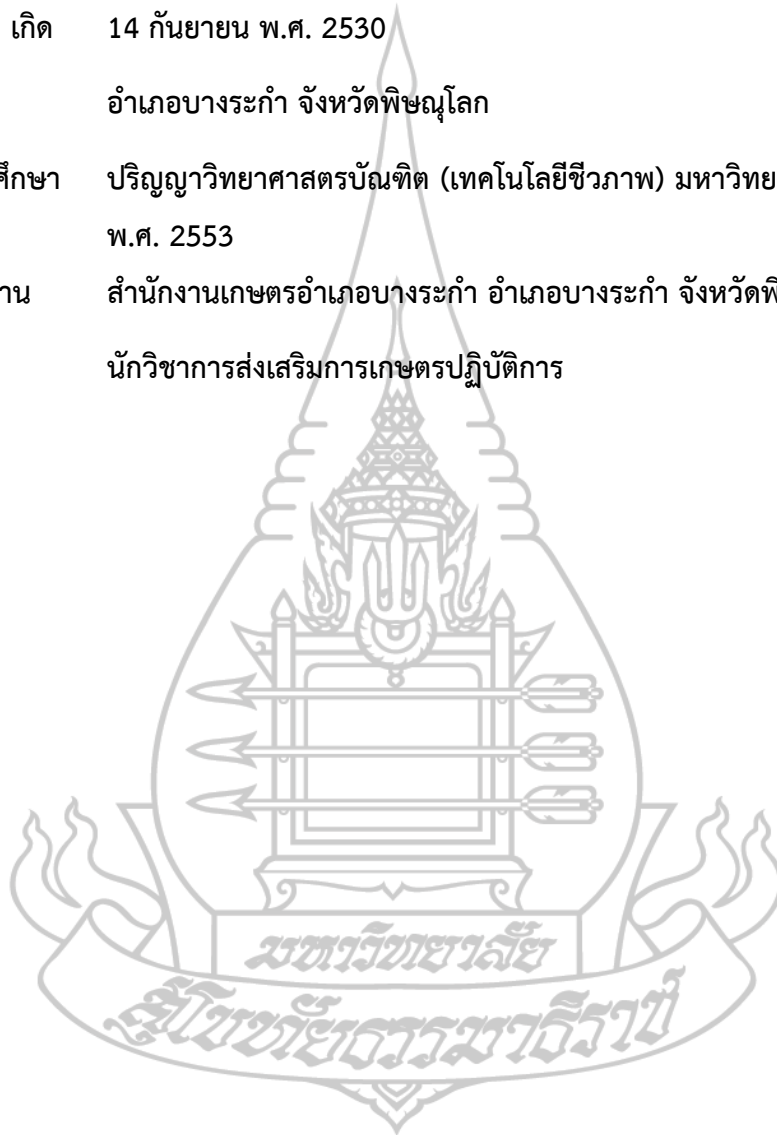 เกิด 14 กันยายน พ.ศ. 2530
อำเภอบางระกำ จังหวัดพิษณุโลก
ศึกษา ปริญญาวิทยาศาสตรบัณฑิต (เทคโนโลยีชีวภาพ) มหาวิทย
พ.ศ. 2553
าน สำนักงานเกษตรอำเภอบางระกำ อำเภอบางระกำ จังหวัดพิ
นักวิชาการส่งเสริมการเกษตรปฏิบัติการ
มหาวิทยาลัย
สุโขทัยธรรมาธิราช